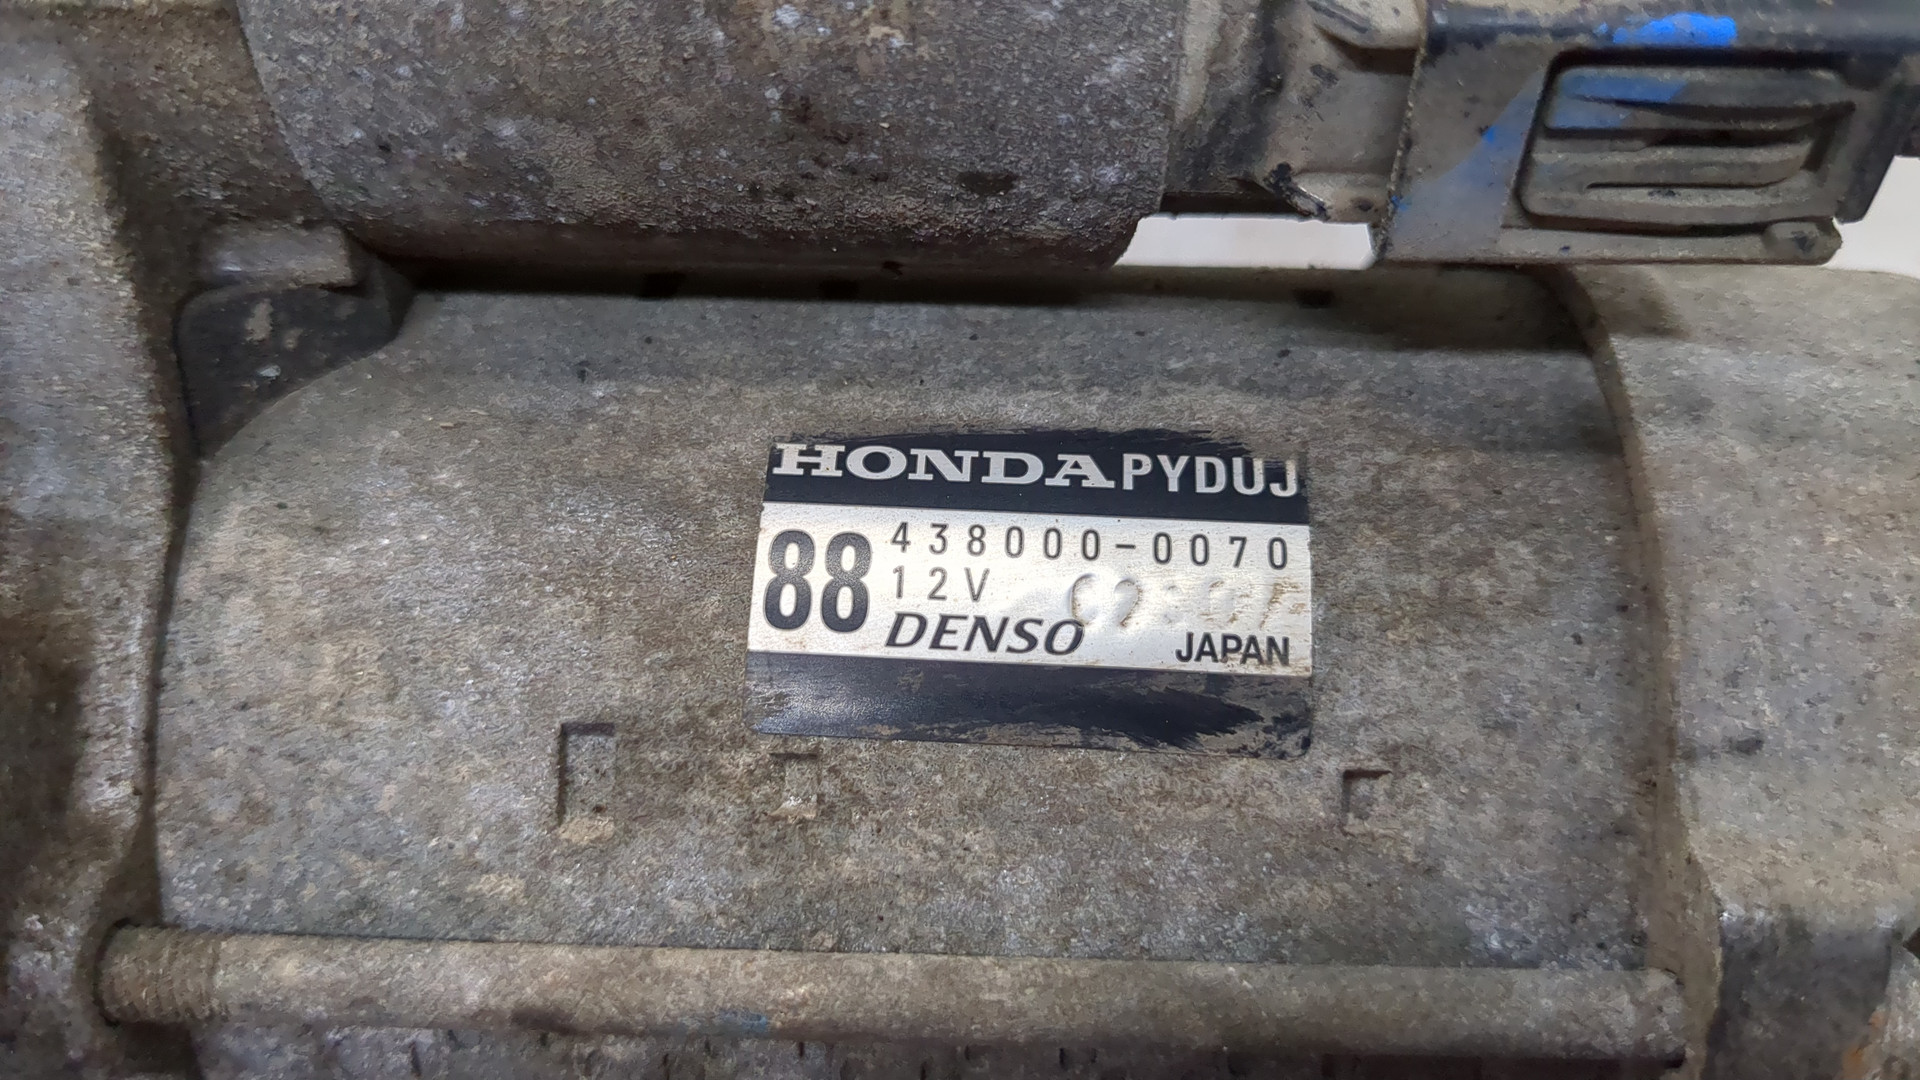 HONDA PYDUJ
88
438000-0070
12V
DENSO JAPAN